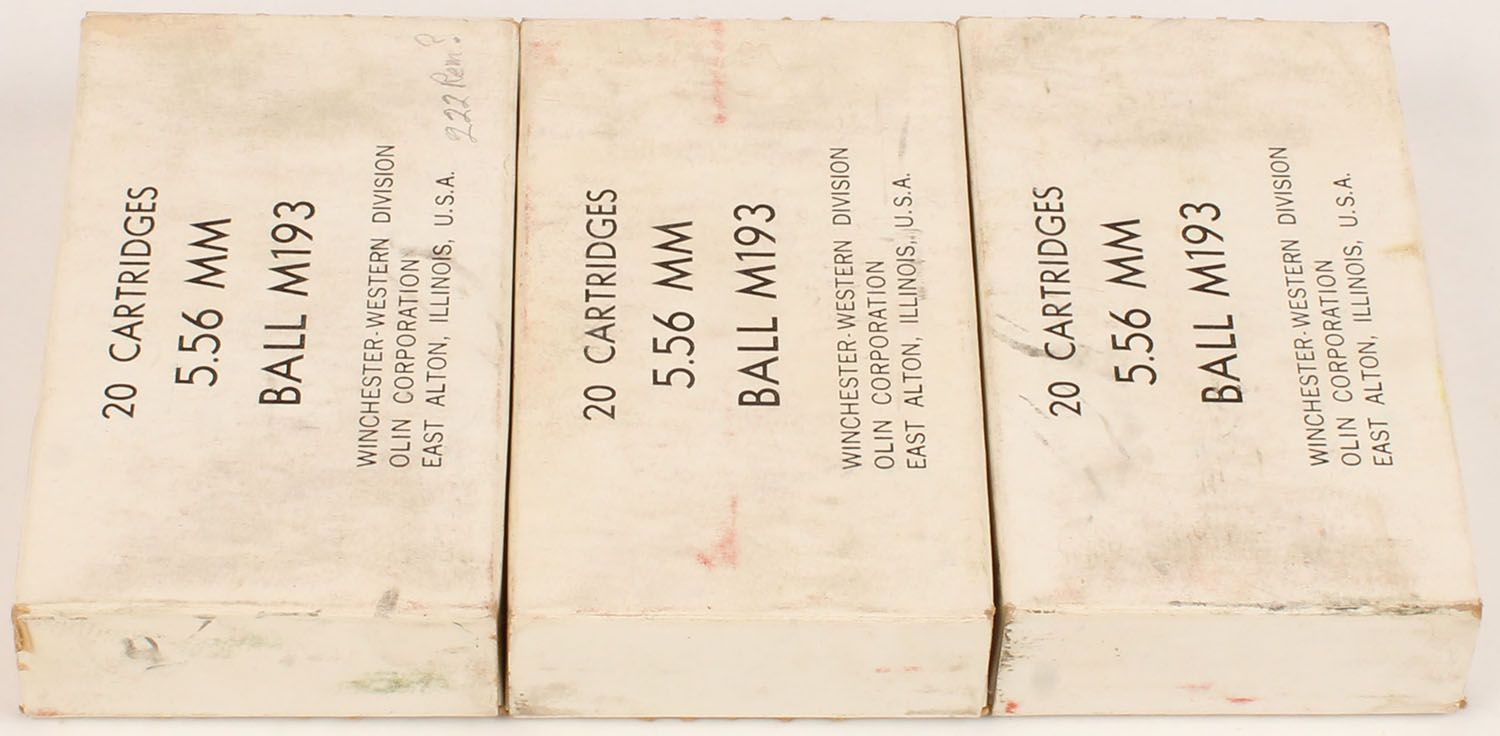 20 CARTRIDGES
5.56 MM
BALL M193
WINCHESTER-WESTERN DIVISION
OLIN CORPORATION
EAST ALTON, ILLINOIS, U.S.A.
222 Rem?
20 CARTRIDGES
5.56 MM
BALL M193
WINCHESTER-WESTERN DIVISION
OLIN CORPORATION
EAST ALTON, ILLINOIS, U.S.A.
20 CARTRIDGES
5.56 MM
BALL M193
WINCHESTER-WESTERN DIVISION
OLIN CORPORATION
EAST ALTON, ILLINOIS, U.S.A.